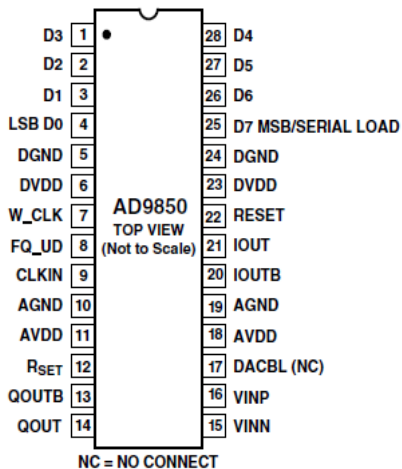 D3 1 28 D4
D2 2 27 D5
D1 3 26 D6
LSB D0 4 25 D7 MSB/SERIAL LOAD
DGND 5 24 DGND
DVDD 6 23 DVDD
W_CLK 7 AD9850 22 RESET
TOP VIEW
FQ_UD 8 (Not to Scale) 21 IOUT
CLKIN 9 20 IOUTB
AGND 10 19 AGND
AVDD 11 18 AVDD
RSET 12 17 DACBL (NC)
QOUTB 13 16 VINP
QOUT 14 15 VINN
NC = NO CONNECT